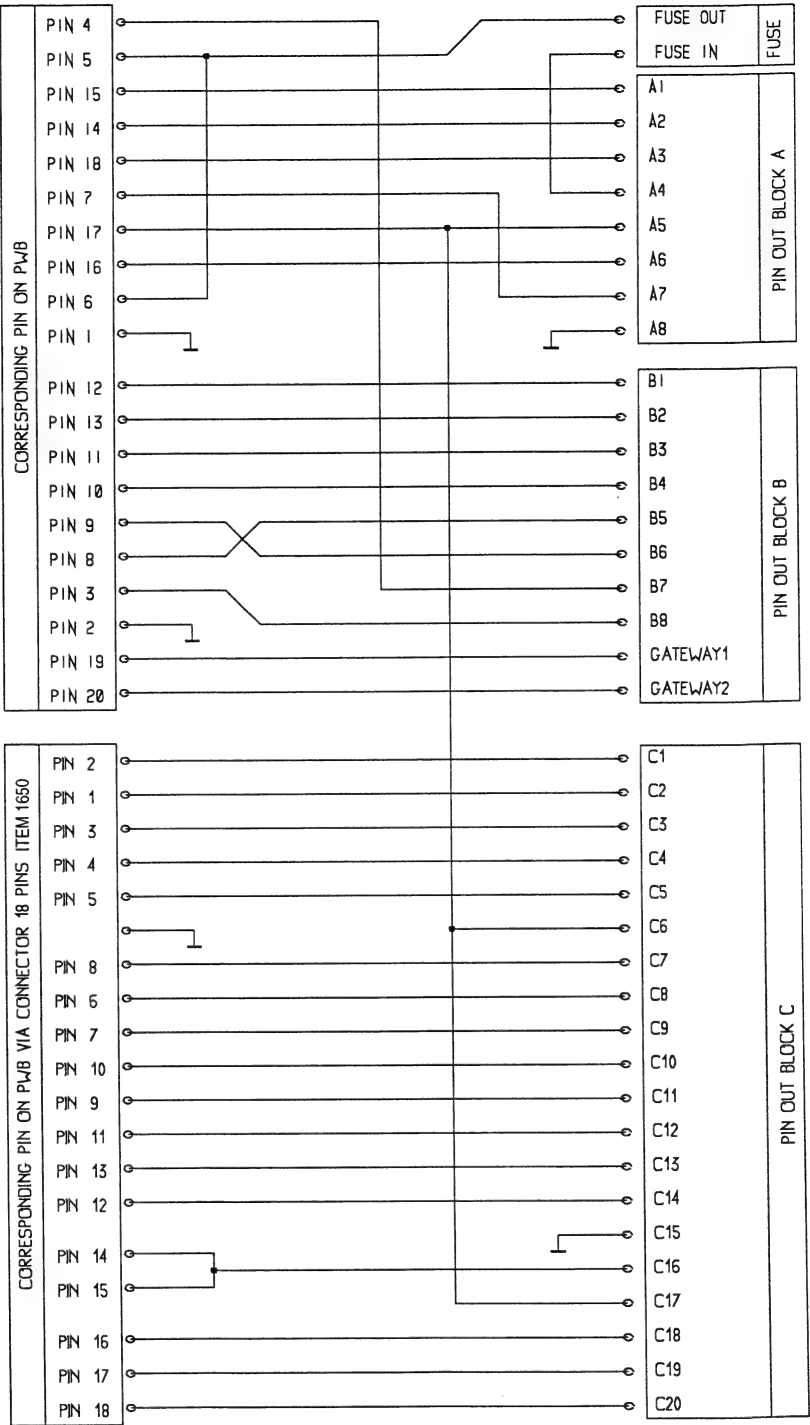 CORRESPONDING PIN ON PWB
PIN 4
PIN 5
PIN 15
PIN 14
PIN 18
PIN 7
PIN 17
PIN 16
PIN 6
PIN 1
PIN 12
PIN 13
PIN 11
PIN 10
PIN 9
PIN 8
PIN 3
PIN 2
PIN 19
PIN 20
FUSE OUT
FUSE IN
FUSE
A1
A2
A3
A4
A5
A6
A7
A8
PIN OUT BLOCK A
B1
B2
B3
B4
B5
B6
B7
B8
GATEWAY1
GATEWAY2
PIN OUT BLOCK B
CORRESPONDING PIN ON PWB VIA CONNECTOR 18 PINS ITEM 1650
PIN 2
PIN 1
PIN 3
PIN 4
PIN 5
PIN 8
PIN 6
PIN 7
PIN 10
PIN 9
PIN 11
PIN 13
PIN 12
PIN 14
PIN 15
PIN 16
PIN 17
PIN 18
C1
C2
C3
C4
C5
C6
C7
C8
C9
C10
C11
C12
C13
C14
C15
C16
C17
C18
C19
C20
PIN OUT BLOCK C